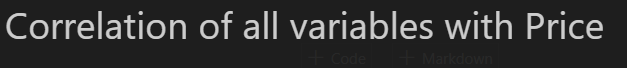 Correlation of all variables with Price
+ Code + Markdown